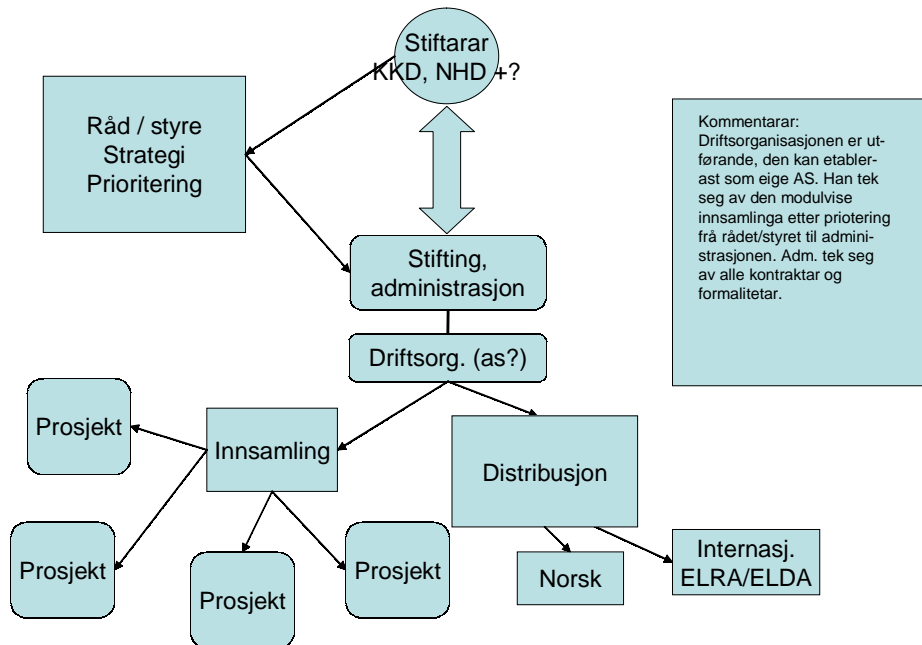 Stiftarar
KKD, NHD +?
Råd / styre
Strategi
Prioritering
Kommentarar:
Driftsorganisasjonen er ut-
førande, den kan etabler-
ast som eige AS. Han tek
seg av den modulvise
innsamlinga etter priotering
frå rådet/styret til admini-
strasjonen. Adm. tek seg
av alle kontraktar og
formalitetar.
Stifting,
administrasjon
Driftsorg. (as?)
Prosjekt
Innsamling
Distribusjon
Prosjekt
Prosjekt
Prosjekt
Norsk
Internasj.
ELRA/ELDA